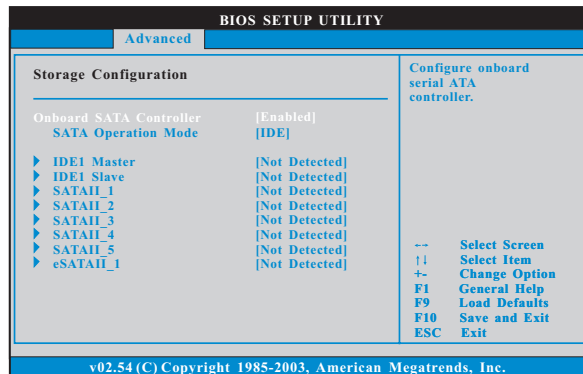 BIOS SETUP UTILITY
Advanced
Storage Configuration
Onboard SATA Controller [Enabled]
SATA Operation Mode [IDE]
IDE1 Master [Not Detected]
IDE1 Slave [Not Detected]
SATAII_1 [Not Detected]
SATAII_2 [Not Detected]
SATAII_3 [Not Detected]
SATAII_4 [Not Detected]
SATAII_5 [Not Detected]
eSATAII_1 [Not Detected]
Configure onboard
serial ATA
controller.
←→ Select Screen
↑↓ Select Item
+- Change Option
F1 General Help
F9 Load Defaults
F10 Save and Exit
ESC Exit
v02.54 (C) Copyright 1985-2003, American Megatrends, Inc.